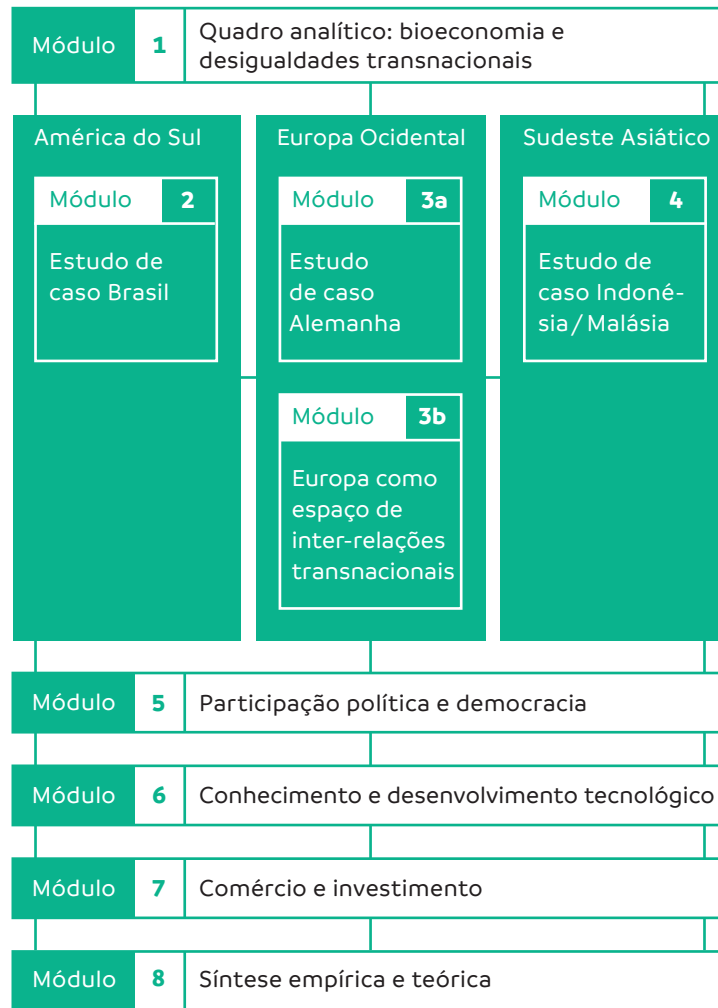 Módulo 1 Quadro analítico: bioeconomia e
desigualdades transnacionais
América do Sul
Módulo 2
Estudo de
caso Brasil
Europa Ocidental
Módulo 3a
Estudo
de caso
Alemanha
Módulo 3b
Europa como
espaço de
inter-relações
transnacionais
Sudeste Asiático
Módulo 4
Estudo de
caso Indoné-
sia / Malásia
Módulo 5 Participação política e democracia
Módulo 6 Conhecimento e desenvolvimento tecnológico
Módulo 7 Comércio e investimento
Módulo 8 Síntese empírica e teórica